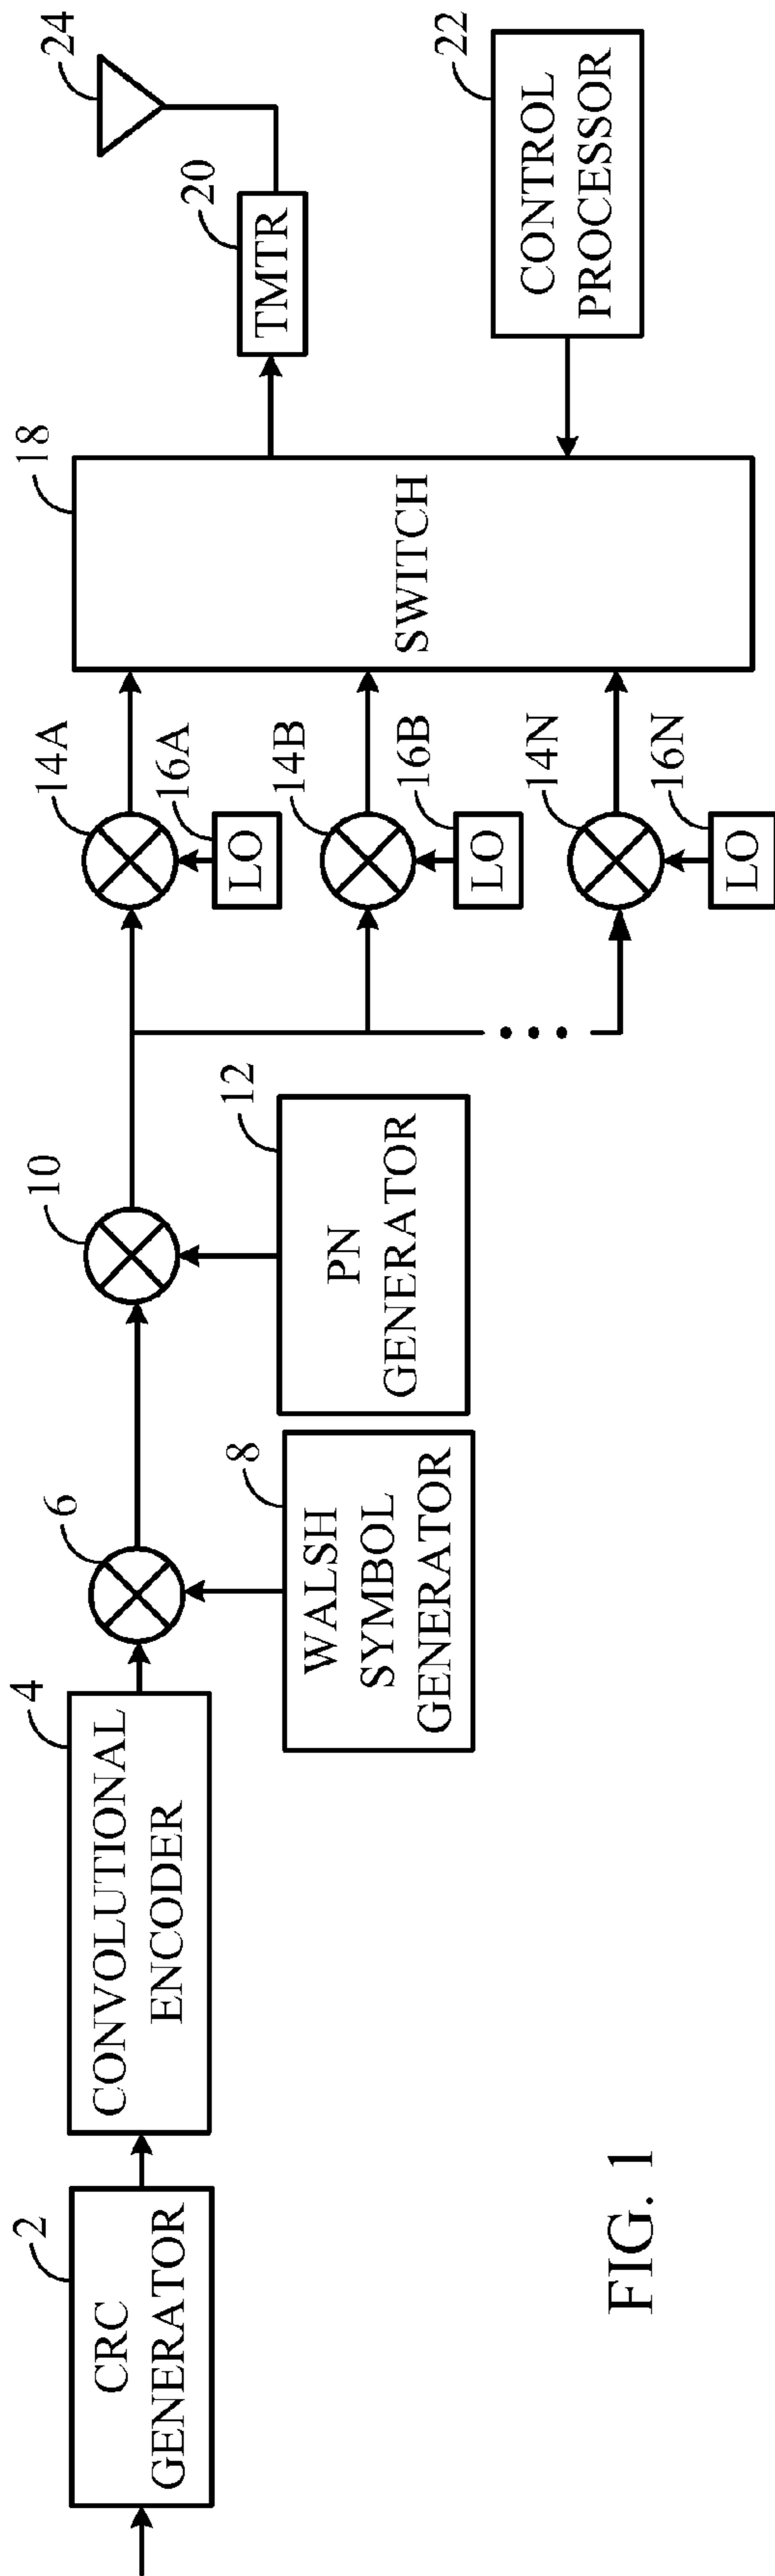 2
CRC
GENERATOR
4
CONVOLUTIONAL
ENCODER
6
8
WALSH
SYMBOL
GENERATOR
10
12
PN
GENERATOR
14A
16A
LO
14B
16B
LO
14N
16N
LO
18
SWITCH
20
TMTR
24
22
CONTROL
PROCESSOR
FIG. 1